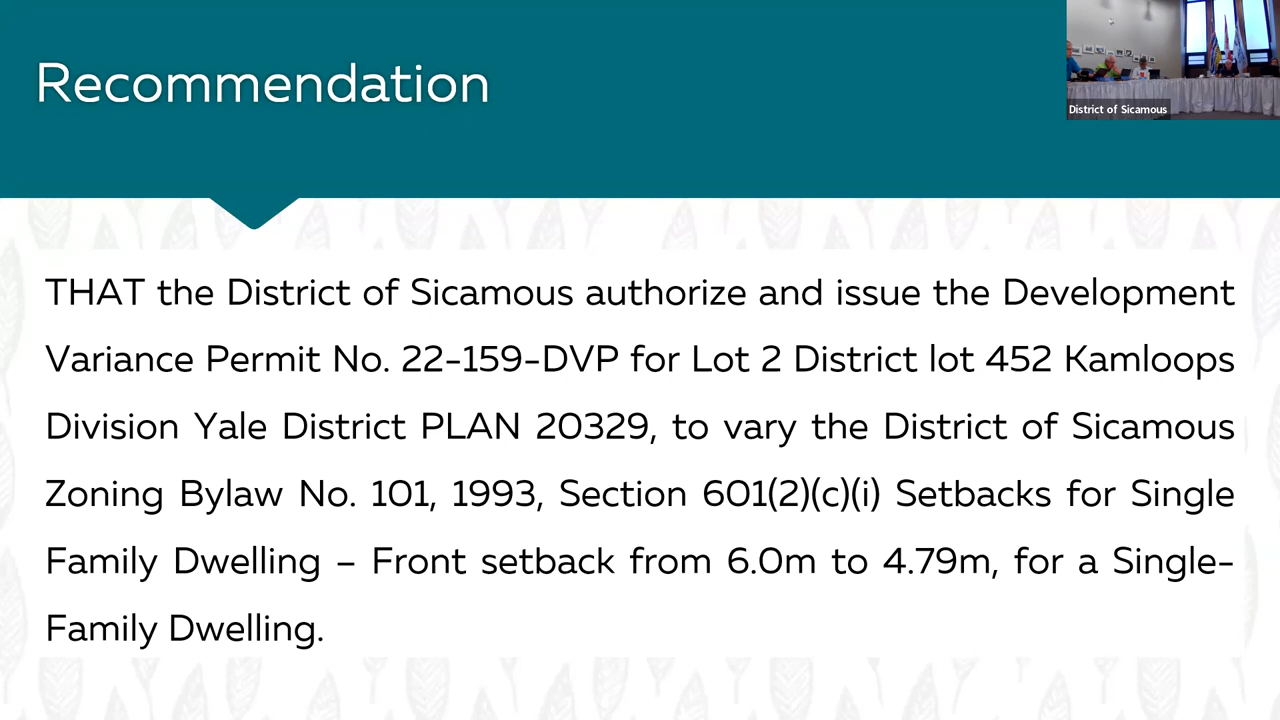 Recommendation
District of Sicamous
THAT the District of Sicamous authorize and issue the Development
Variance Permit No. 22-159-DVP for Lot 2 District lot 452 Kamloops
Division Yale District PLAN 20329, to vary the District of Sicamous
Zoning Bylaw No. 101, 1993, Section 601(2)(c)(i) Setbacks for Single
Family Dwelling – Front setback from 6.0m to 4.79m, for a Single-
Family Dwelling.